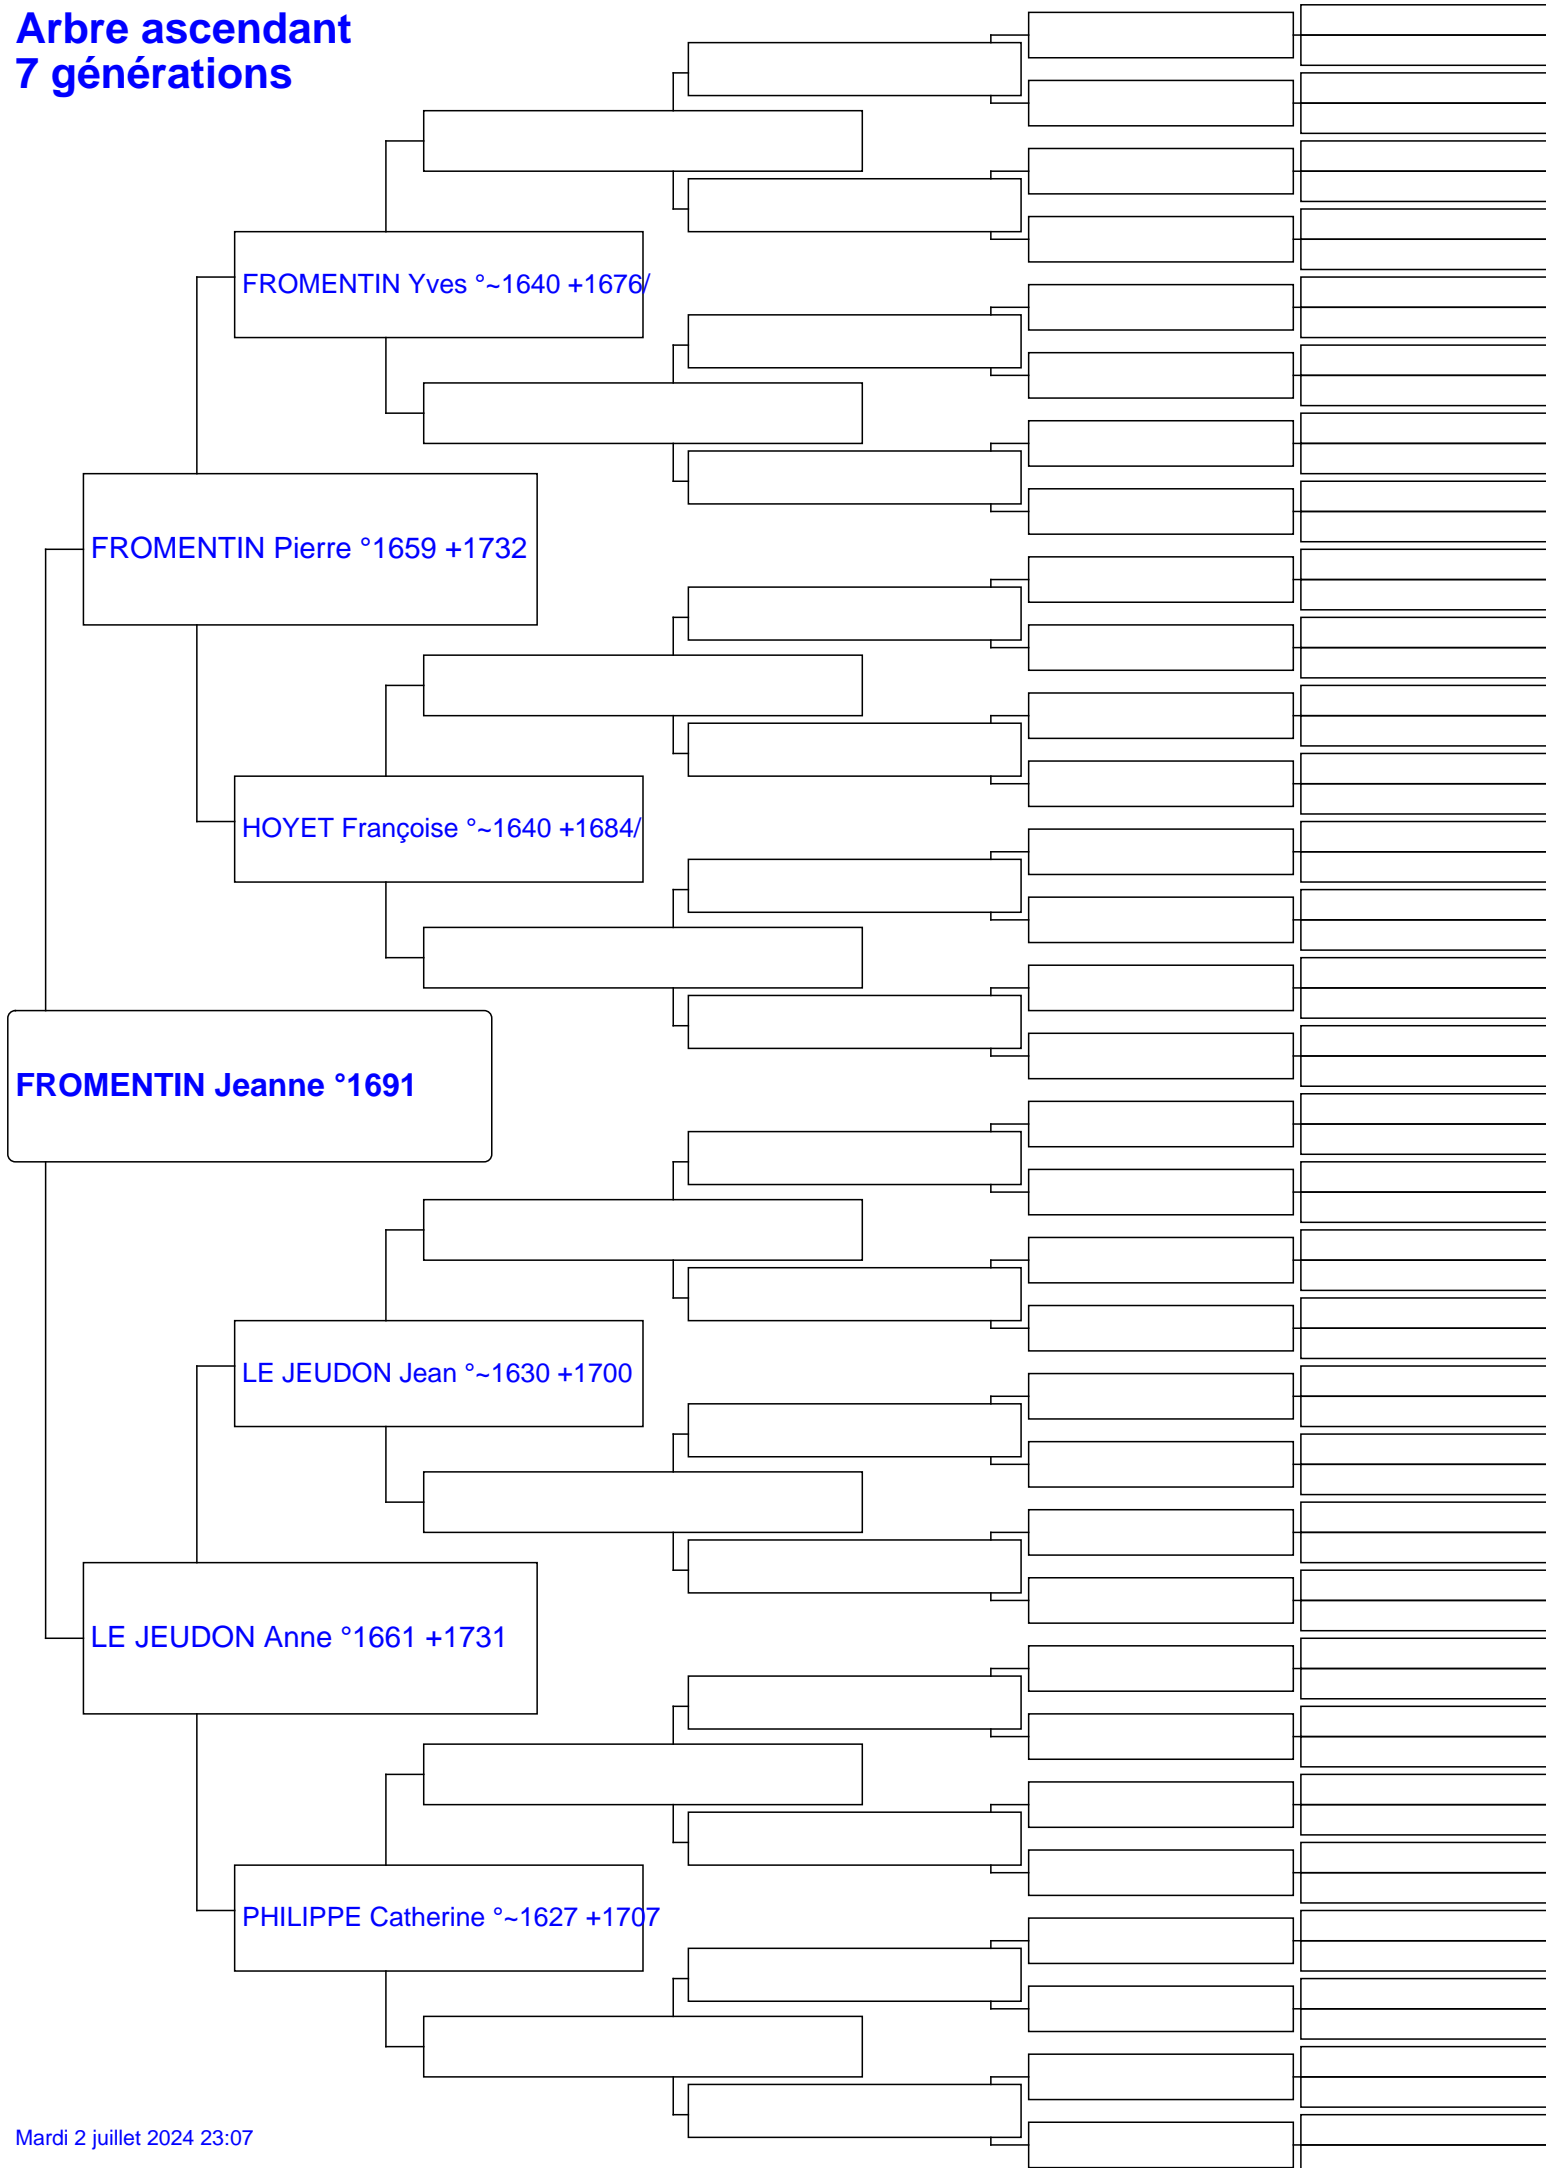 Arbre ascendant
7 générations
FROMENTIN Yves °~1640 +1676/
FROMENTIN Pierre °1659 +1732
HOYET Françoise °~1640 +1684/
FROMENTIN Jeanne °1691
LE JEUDON Jean °~1630 +1700
LE JEUDON Anne °1661 +1731
PHILIPPE Catherine °~1627 +1707
Mardi 2 juillet 2024 23:07